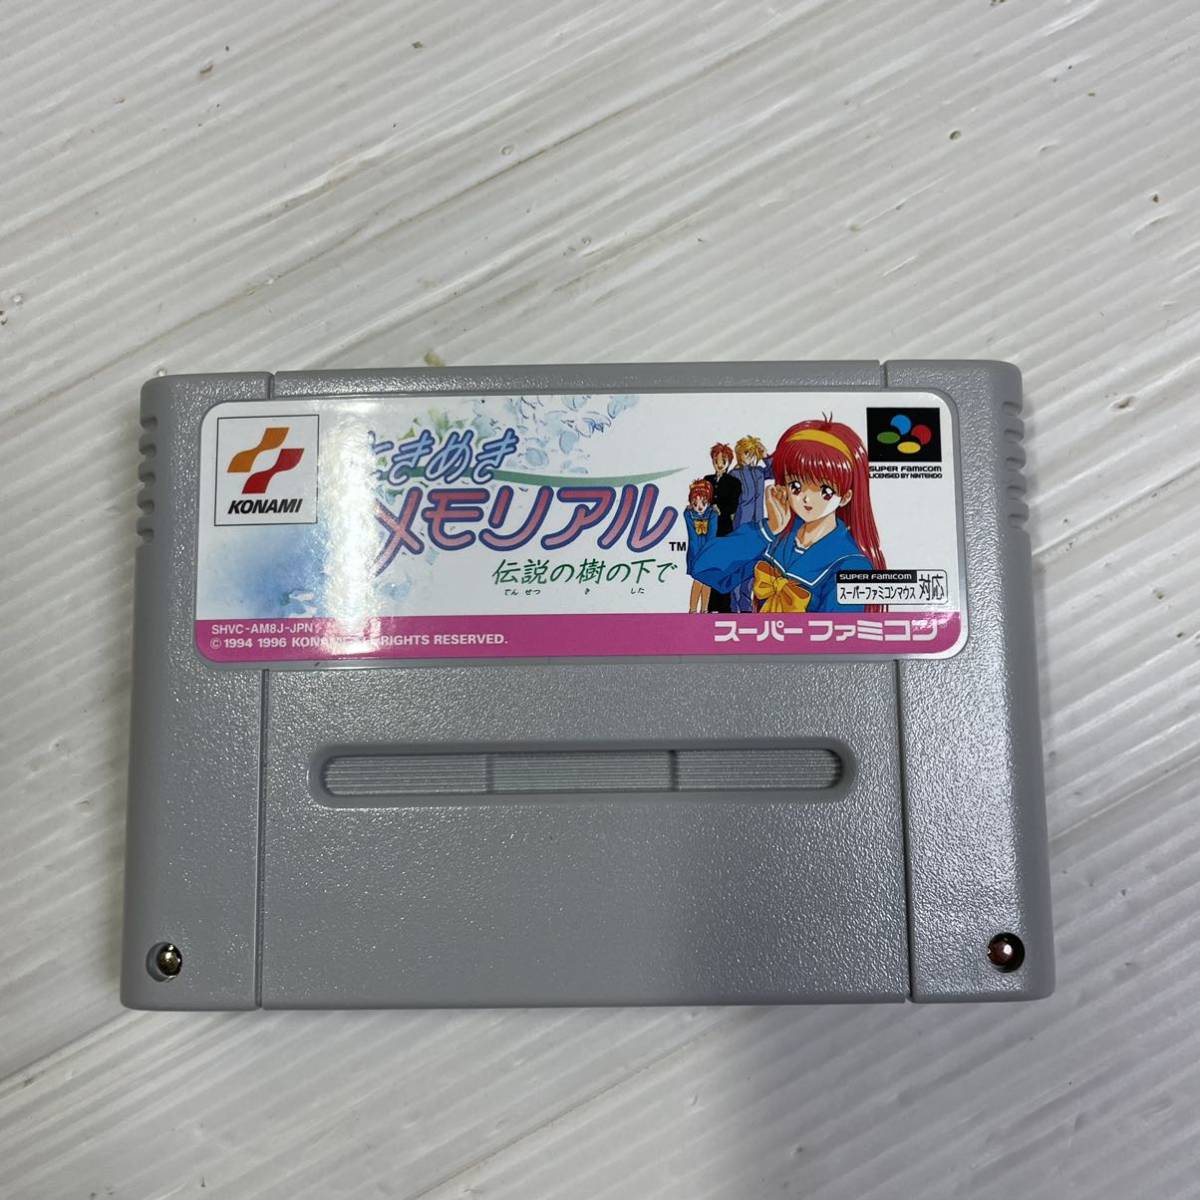 KONAMI
ときめき
メモリアル
TM
伝説の樹の下で
でんせつ き した
SUPER FAMICOM
LICENSED BY NINTENDO
SUPER FAMICOM
スーパーファミコンマウス
対応
SHVC-AM8J-JPN
© 1994 1996 KONAMI ALL RIGHTS RESERVED.
スーパーファミコン